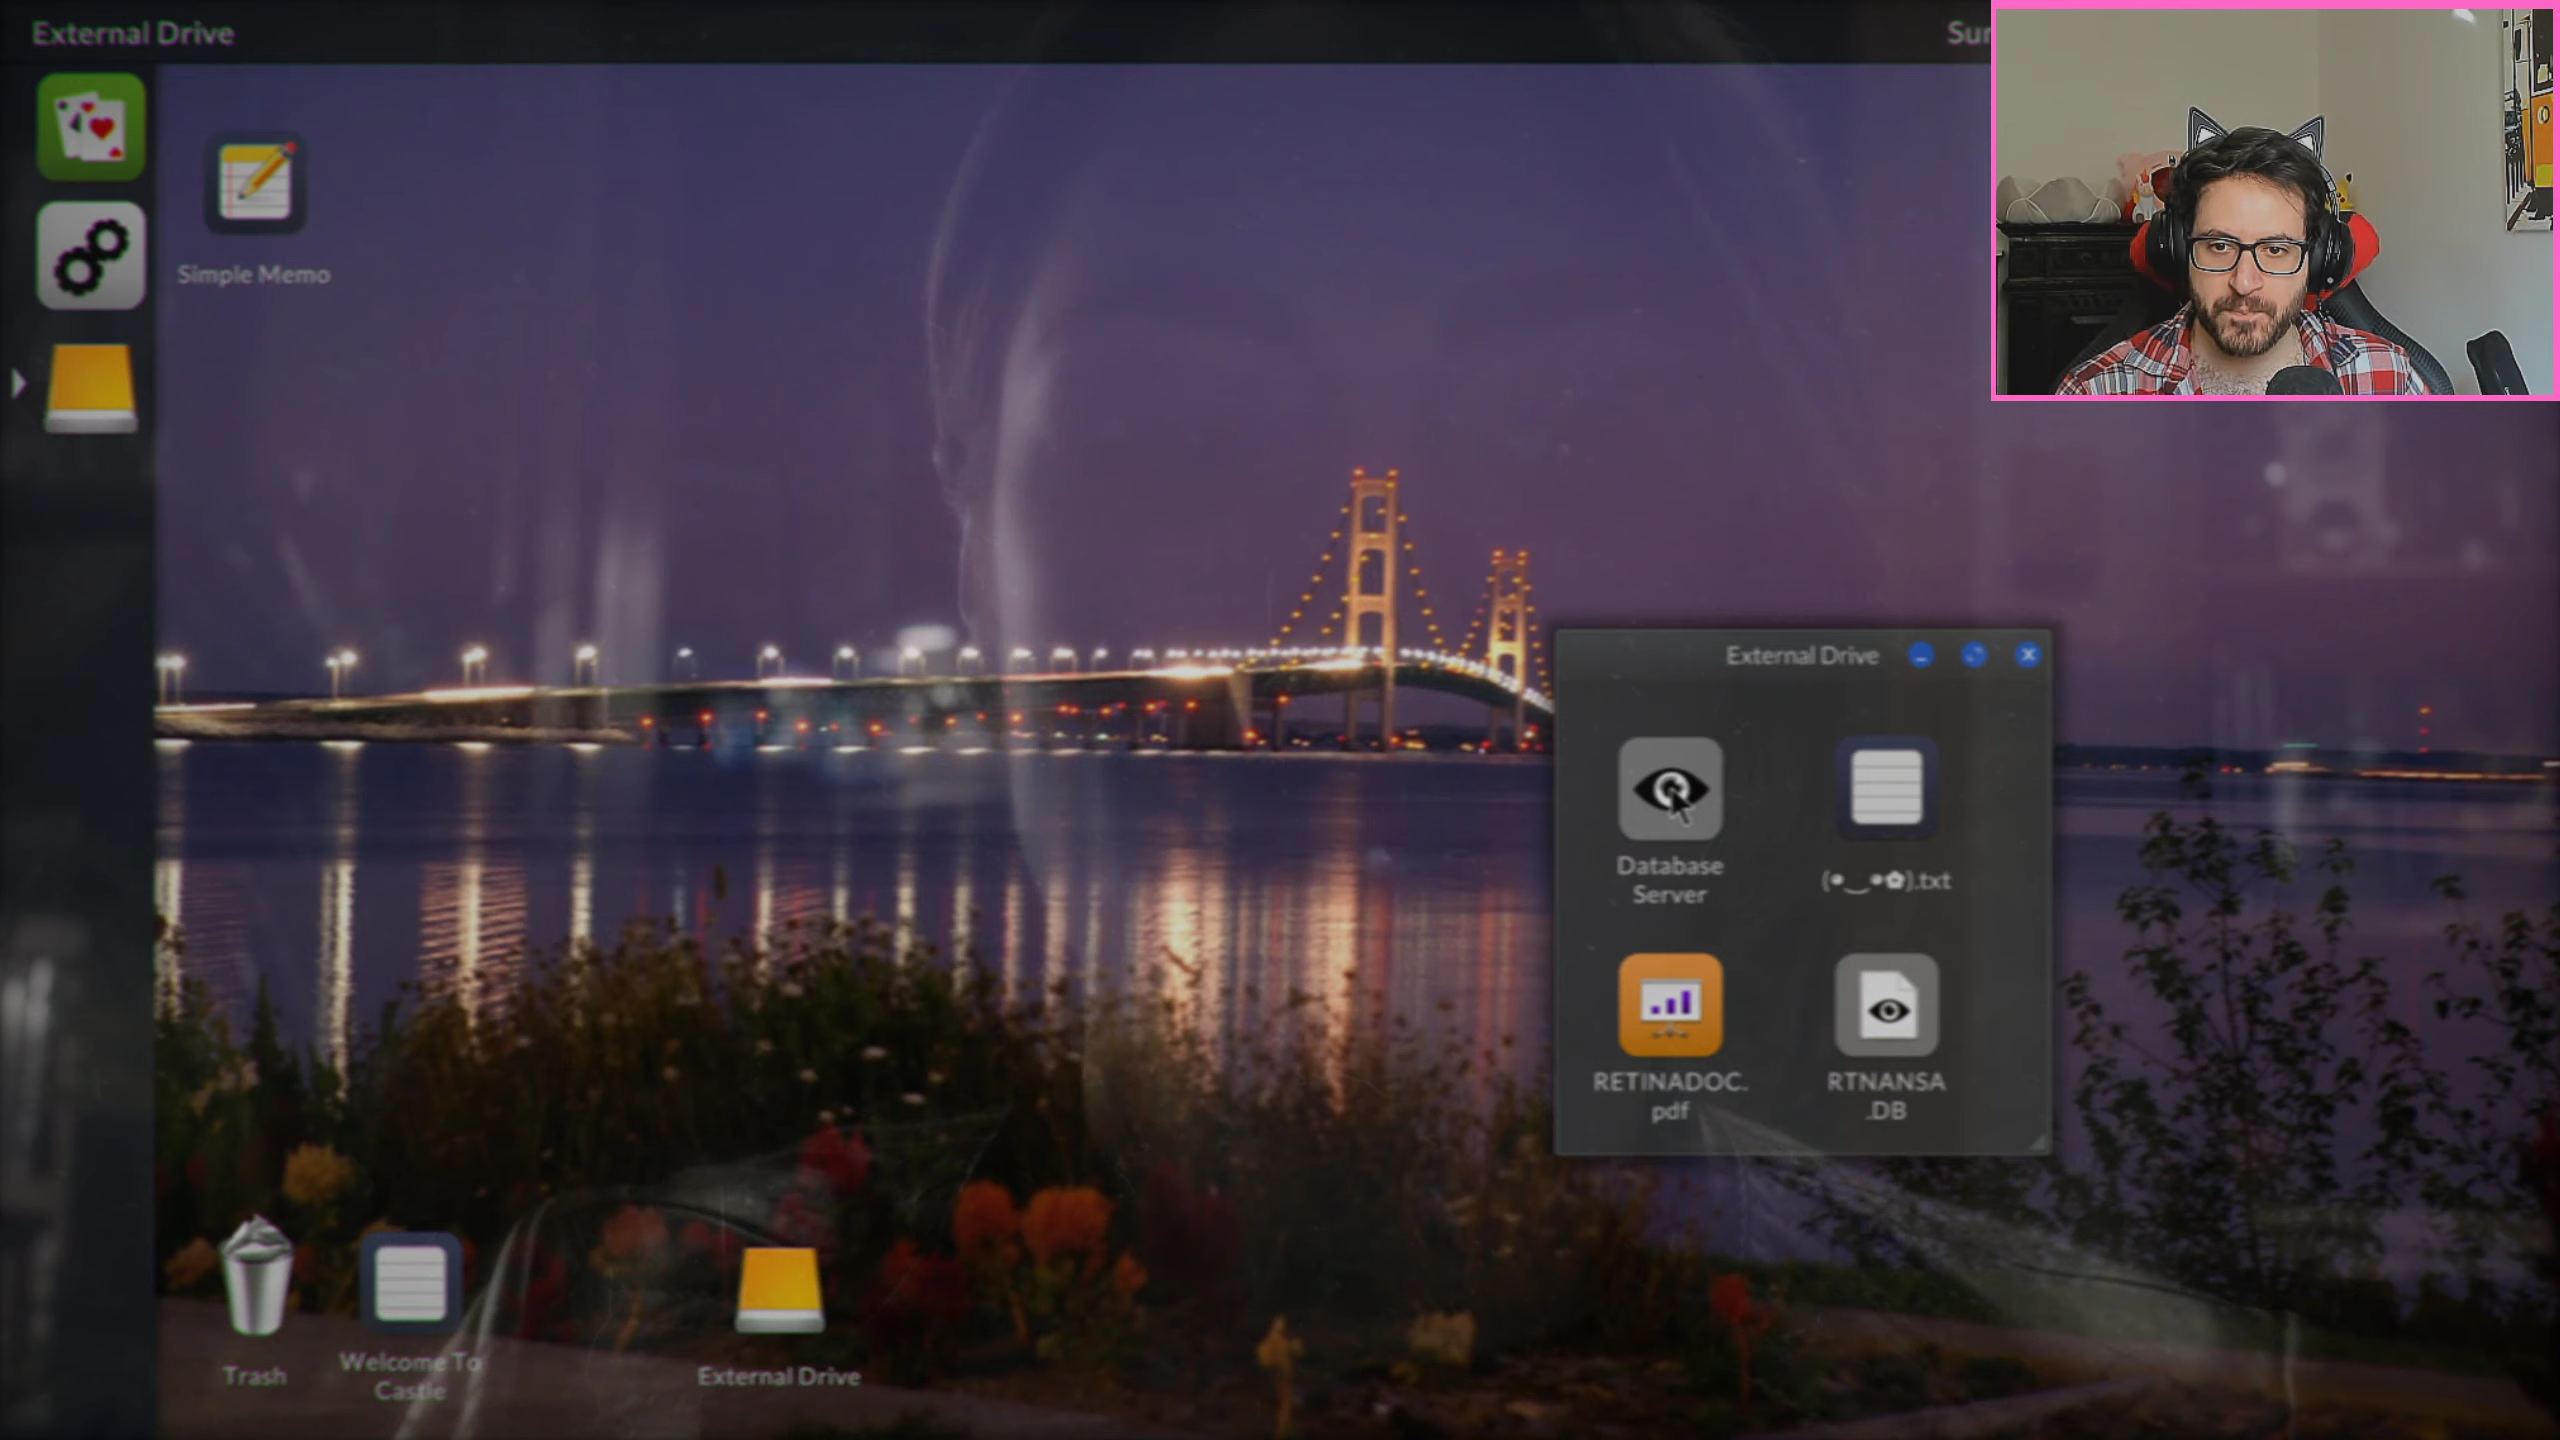 External Drive
Sun
Simple Memo
External Drive
Database
Server
(◕‿◕✿).txt
RETINADOC.
pdf
RTNANSA
.DB
Trash
Welcome To
Castle
External Drive